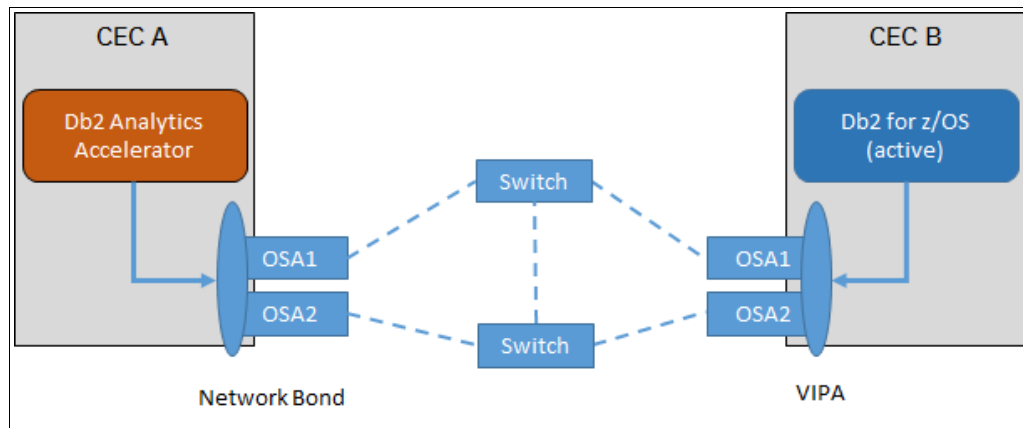 CEC A
CEC B
Db2 Analytics
Accelerator
Db2 for z/OS
(active)
Switch
OSA1
OSA1
OSA2
OSA2
Switch
Network Bond
VIPA